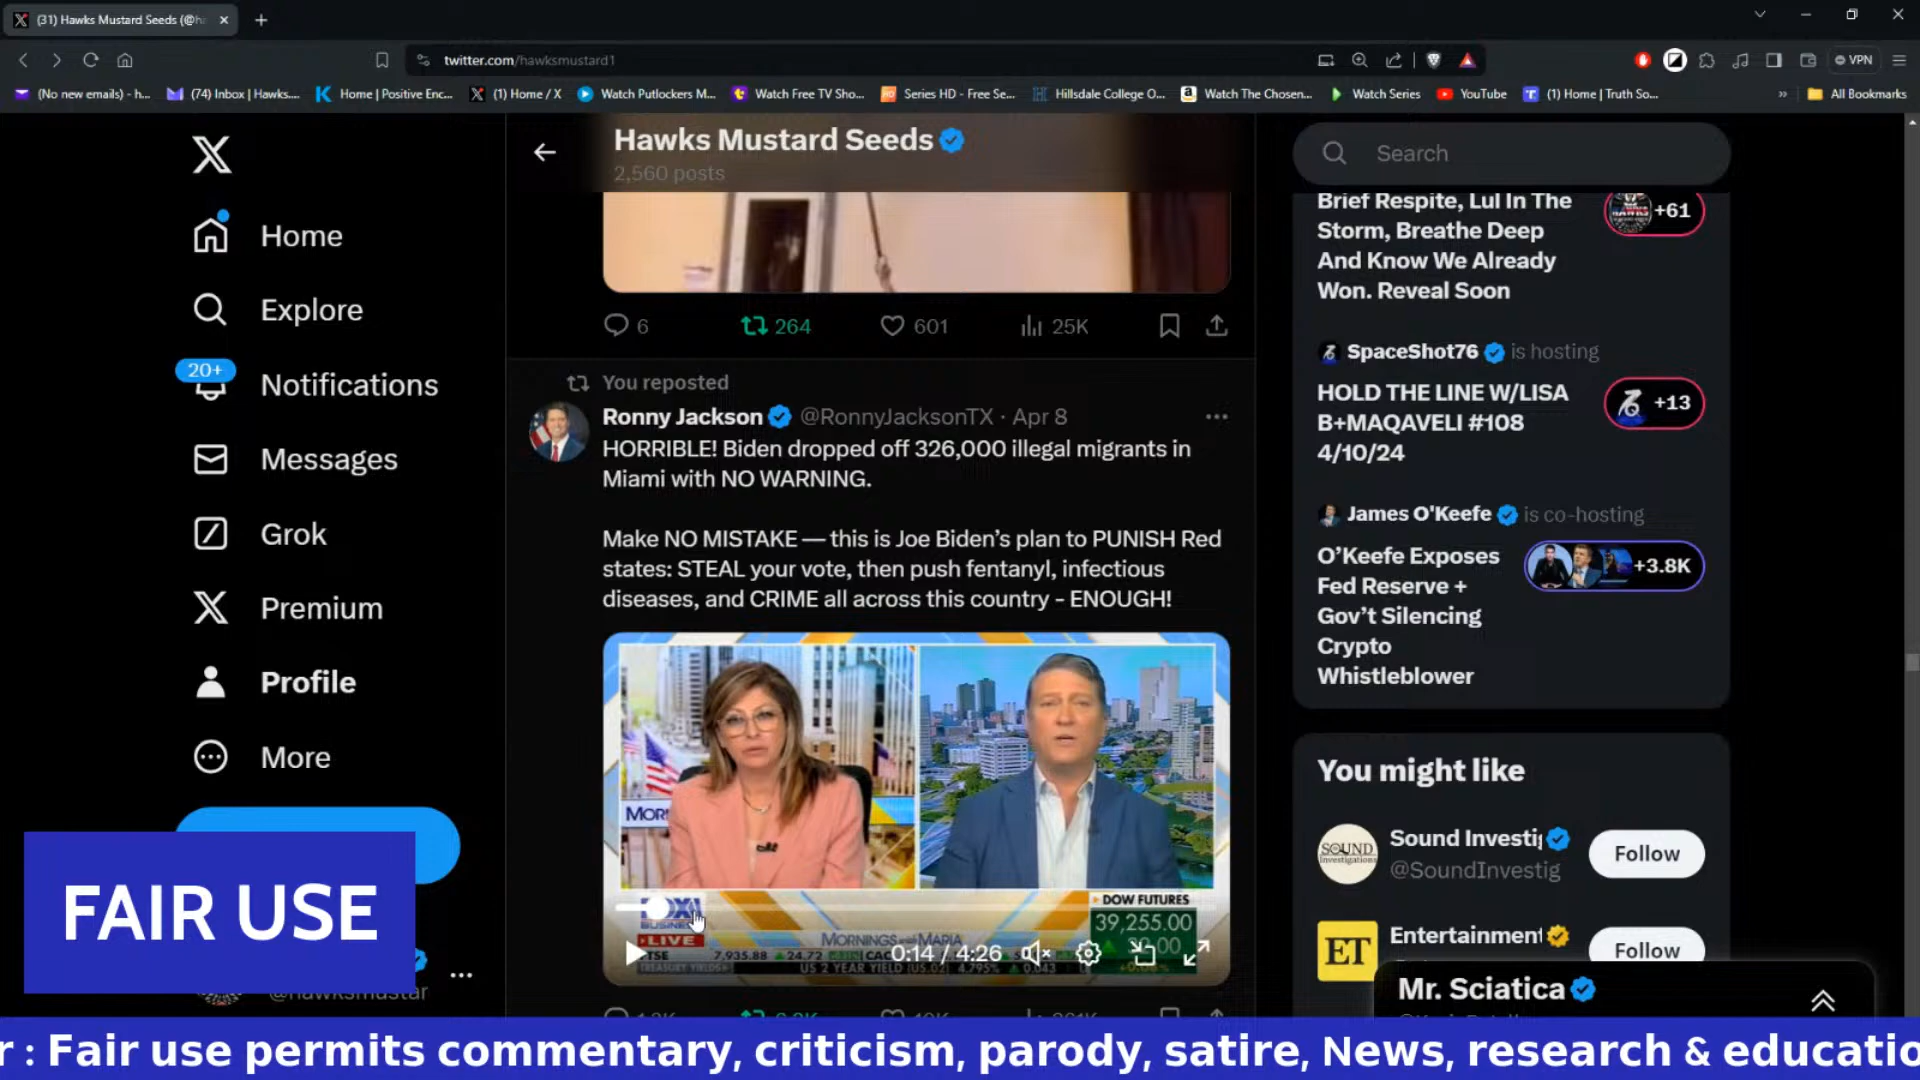 (31) Hawks Mustard Seeds (@h
twitter.com/hawksmustard1
VPN
(No new emails) - h...
(74) Inbox | Hawks....
Home | Positive Enc...
(1) Home / X
Watch Putlockers M...
Watch Free TV Sho...
Series HD - Free Se...
Hillsdale College O...
Watch The Chosen...
Watch Series
YouTube
(1) Home | Truth So...
All Bookmarks
Home
Explore
20+
Notifications
Messages
Grok
Premium
Profile
More
Hawks Mustard Seeds
2,560 posts
6 264 601 25K
You reposted
Ronny Jackson @RonnyJacksonTX · Apr 8
HORRIBLE! Biden dropped off 326,000 illegal migrants in
Miami with NO WARNING.
Make NO MISTAKE — this is Joe Biden's plan to PUNISH Red
states: STEAL your vote, then push fentanyl, infectious
diseases, and CRIME all across this country - ENOUGH!
DOW FUTURES
39,255.00
LIVE
MORNINGS with MARIA
7,935.88 24.72
TREASURY YIELDS
US 2 YEAR YIELD (US.02) 4.795% 0.043
0:14 / 4:26
Search
Brief Respite, Lul In The
Storm, Breathe Deep
And Know We Already
Won. Reveal Soon
+61
SpaceShot76 is hosting
HOLD THE LINE W/LISA
B+MAQAVELI #108
4/10/24
+13
James O'Keefe is co-hosting
O'Keefe Exposes
Fed Reserve +
Gov't Silencing
Crypto
Whistleblower
+3.8K
You might like
SOUND
Investigations
Sound Investig
@SoundInvestig
Follow
ET
Entertainment
Follow
Mr. Sciatica
FAIR USE
@hawksmustar
r : Fair use permits commentary, criticism, parody, satire, News, research & educatio